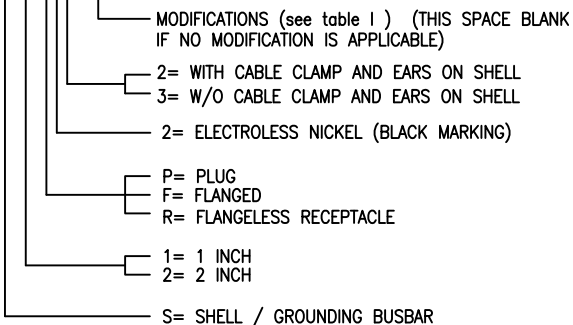 MODIFICATIONS (see table I ) (THIS SPACE BLANK
IF NO MODIFICATION IS APPLICABLE)
2= WITH CABLE CLAMP AND EARS ON SHELL
3= W/O CABLE CLAMP AND EARS ON SHELL
2= ELECTROLESS NICKEL (BLACK MARKING)
P= PLUG
F= FLANGED
R= FLANGELESS RECEPTACLE
1= 1 INCH
2= 2 INCH
S= SHELL / GROUNDING BUSBAR